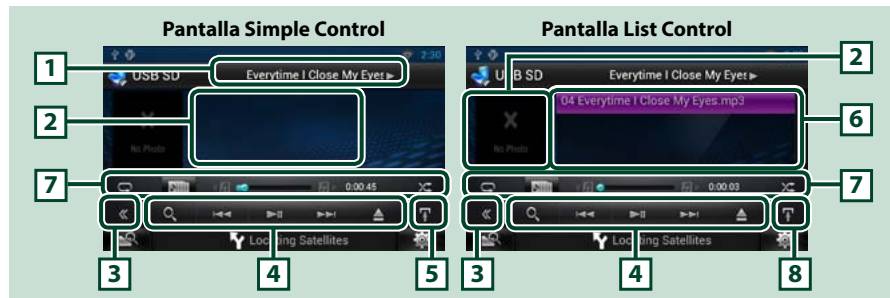 Pantalla Simple Control
Pantalla List Control
1
2:30
USB SD
Everytime I Close My Eyes
2
No Photo
7
0:00:45
Locating Satellites
3
4
5
2
USB SD
Everytime I Close My Eyes
04 Everytime I Close My Eyes.mp3
6
No Photo
7
0:00:03
Locating Satellites
3
4
8